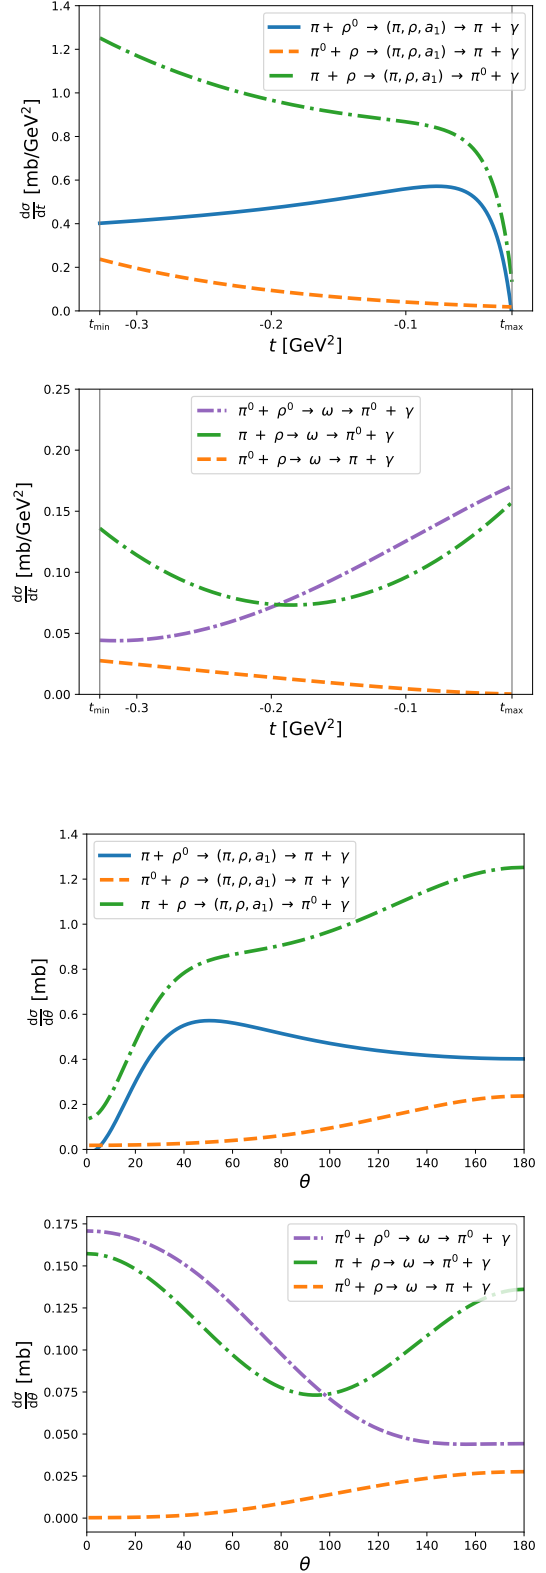 1.4
1.2
1.0
0.8
0.6
0.4
0.2
0.0
dσ/dt [mb/GeV²]
π + ρ⁰ → (π, ρ, a₁) → π + γ
π⁰ + ρ → (π, ρ, a₁) → π + γ
π + ρ → (π, ρ, a₁) → π⁰ + γ
t_min -0.3 -0.2 -0.1 t_max
t [GeV²]
0.25
0.20
0.15
0.10
0.05
0.00
dσ/dt [mb/GeV²]
π⁰ + ρ⁰ → ω → π⁰ + γ
π + ρ → ω → π⁰ + γ
π⁰ + ρ → ω → π + γ
t_min -0.3 -0.2 -0.1 t_max
t [GeV²]
1.4
1.2
1.0
0.8
0.6
0.4
0.2
0.0
dσ/dθ [mb]
π + ρ⁰ → (π, ρ, a₁) → π + γ
π⁰ + ρ → (π, ρ, a₁) → π + γ
π + ρ → (π, ρ, a₁) → π⁰ + γ
0 20 40 60 80 100 120 140 160 180
θ
0.175
0.150
0.125
0.100
0.075
0.050
0.025
0.000
dσ/dθ [mb]
π⁰ + ρ⁰ → ω → π⁰ + γ
π + ρ → ω → π⁰ + γ
π⁰ + ρ → ω → π + γ
0 20 40 60 80 100 120 140 160 180
θ